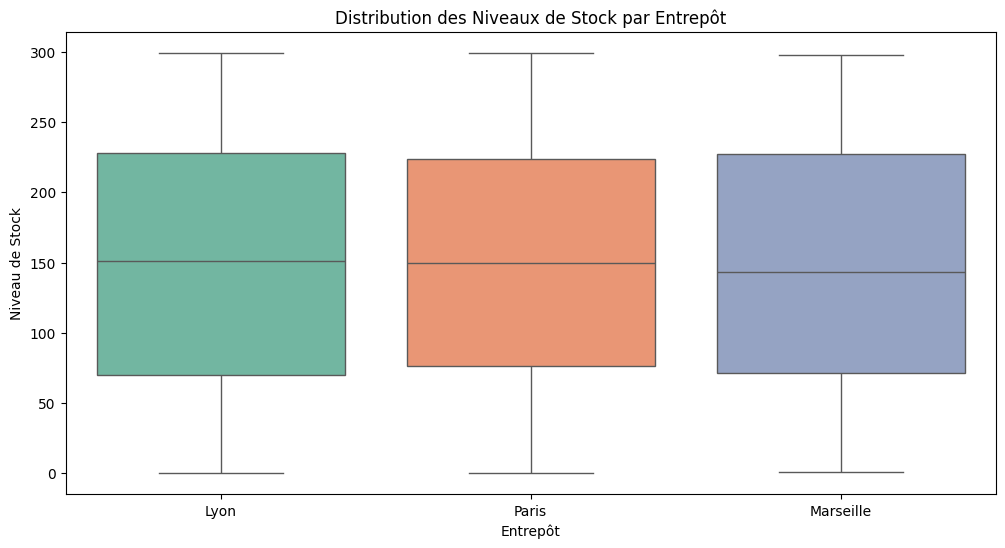 Distribution des Niveaux de Stock par Entrepôt
300
250
200
150
100
50
0
Niveau de Stock
Lyon
Paris
Marseille
Entrepôt